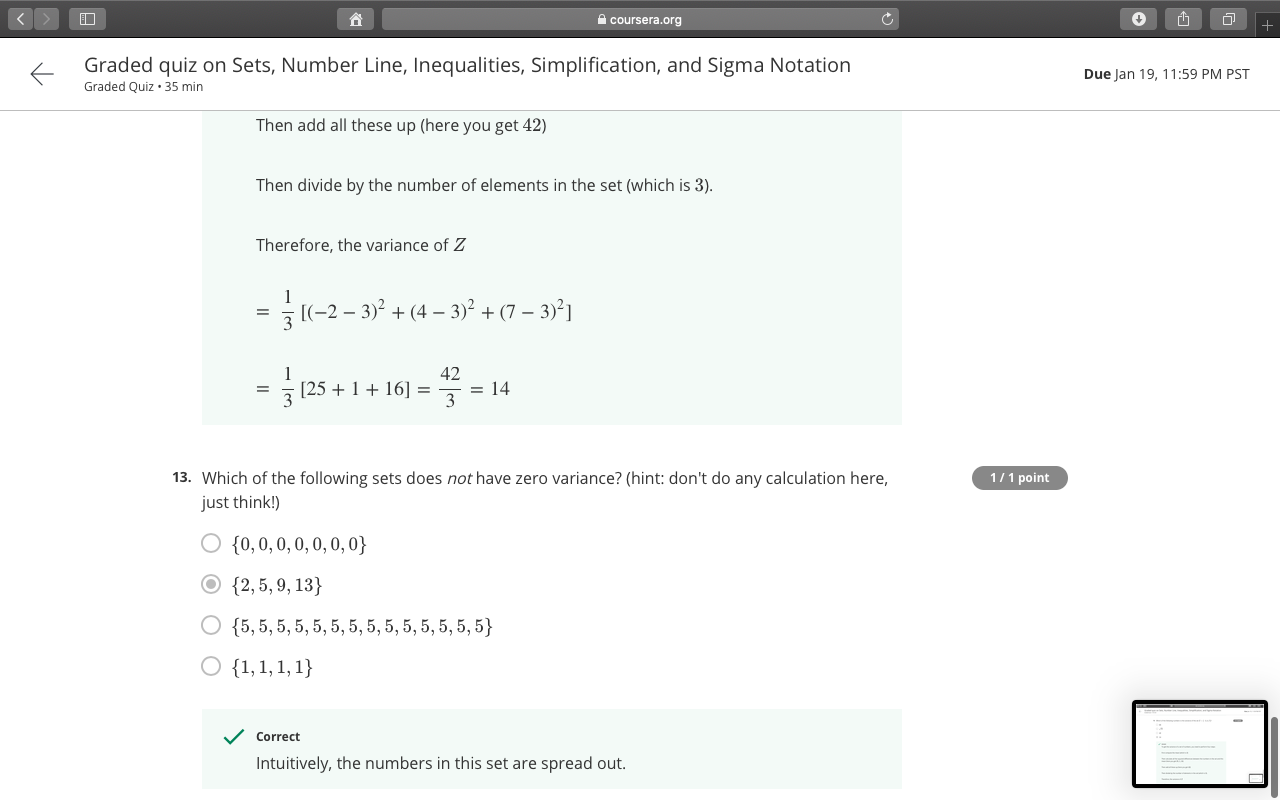 coursera.org
Graded quiz on Sets, Number Line, Inequalities, Simplification, and Sigma Notation
Graded Quiz • 35 min
Due Jan 19, 11:59 PM PST
Then add all these up (here you get 42)
Then divide by the number of elements in the set (which is 3).
Therefore, the variance of Z
= 1/3 [(−2 − 3)² + (4 − 3)² + (7 − 3)²]
= 1/3 [25 + 1 + 16] = 42/3 = 14
13. Which of the following sets does not have zero variance? (hint: don't do any calculation here,
just think!)
1 / 1 point
{0, 0, 0, 0, 0, 0, 0}
{2, 5, 9, 13}
{5, 5, 5, 5, 5, 5, 5, 5, 5, 5, 5, 5, 5, 5}
{1, 1, 1, 1}
Correct
Intuitively, the numbers in this set are spread out.